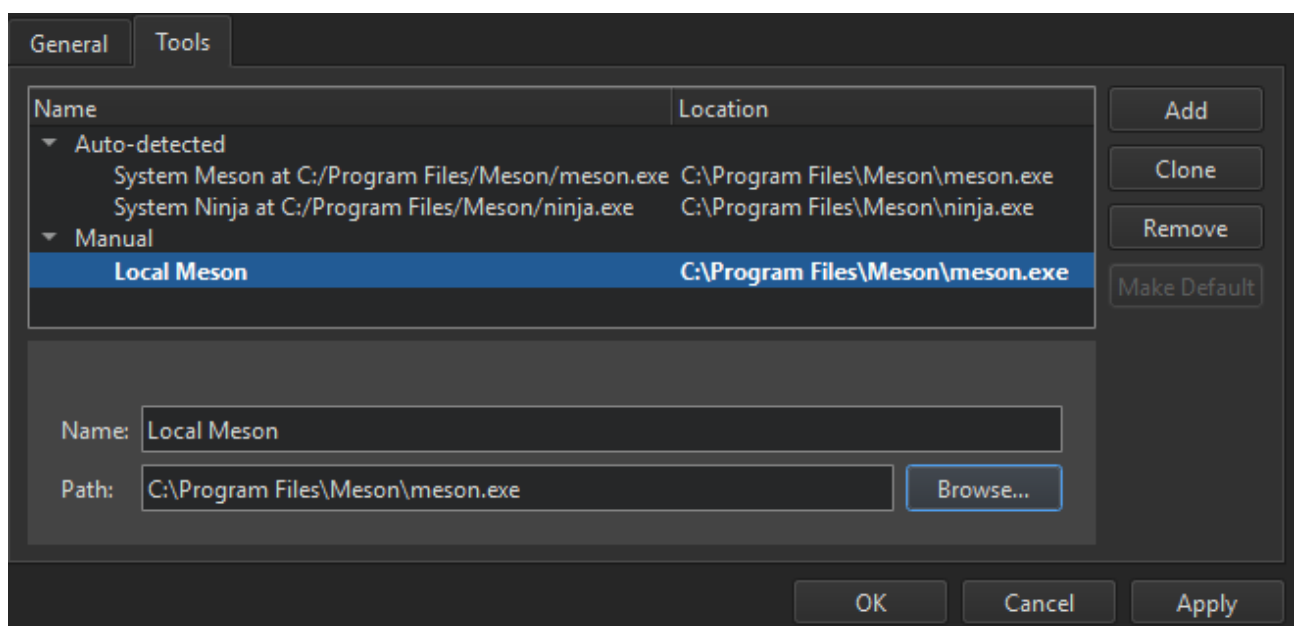 General Tools
Name Location Add
Auto-detected
System Meson at C:/Program Files/Meson/meson.exe C:\Program Files\Meson\meson.exe Clone
System Ninja at C:/Program Files/Meson/ninja.exe C:\Program Files\Meson\ninja.exe
Manual Remove
Local Meson C:\Program Files\Meson\meson.exe
Make Default
Name: Local Meson
Path: C:\Program Files\Meson\meson.exe Browse...
OK Cancel Apply